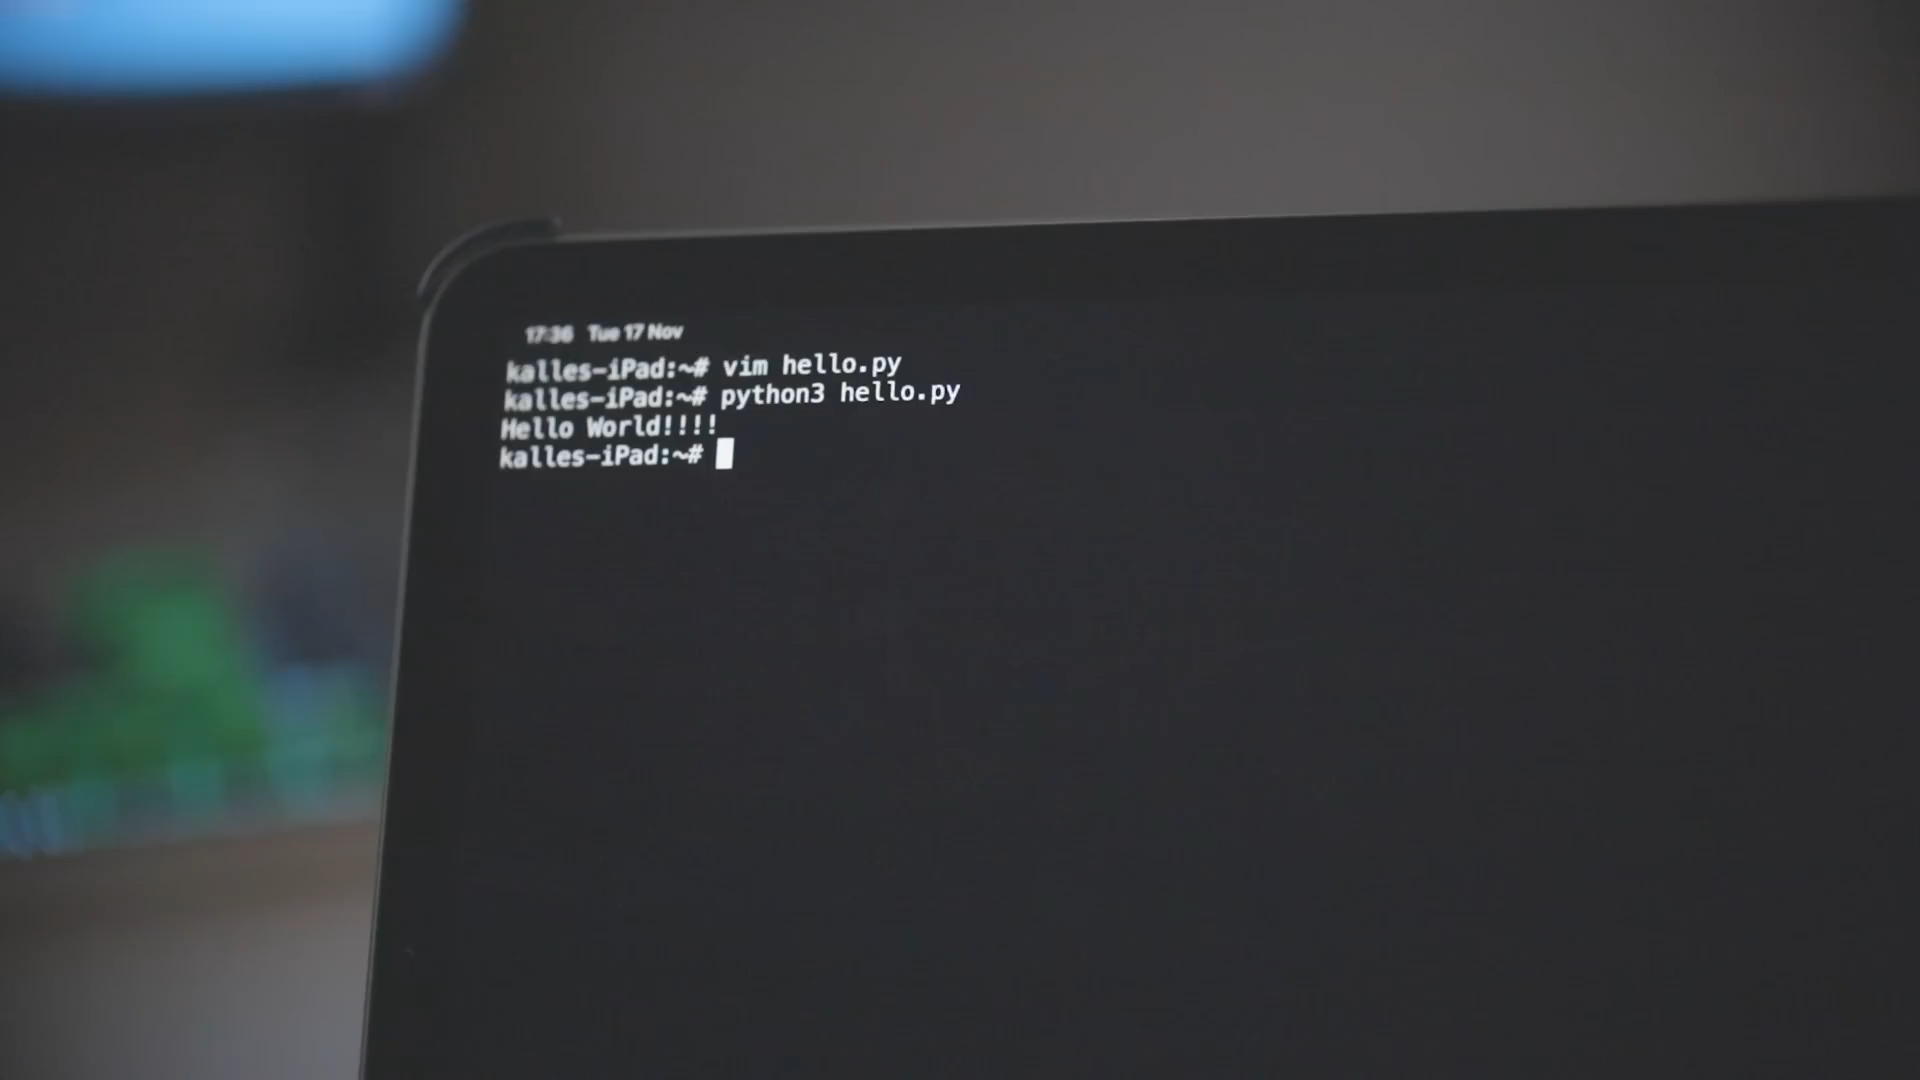 17:36 Tue 17 Nov
kalles-iPad:~# vim hello.py
kalles-iPad:~# python3 hello.py
Hello World!!!!
kalles-iPad:~#